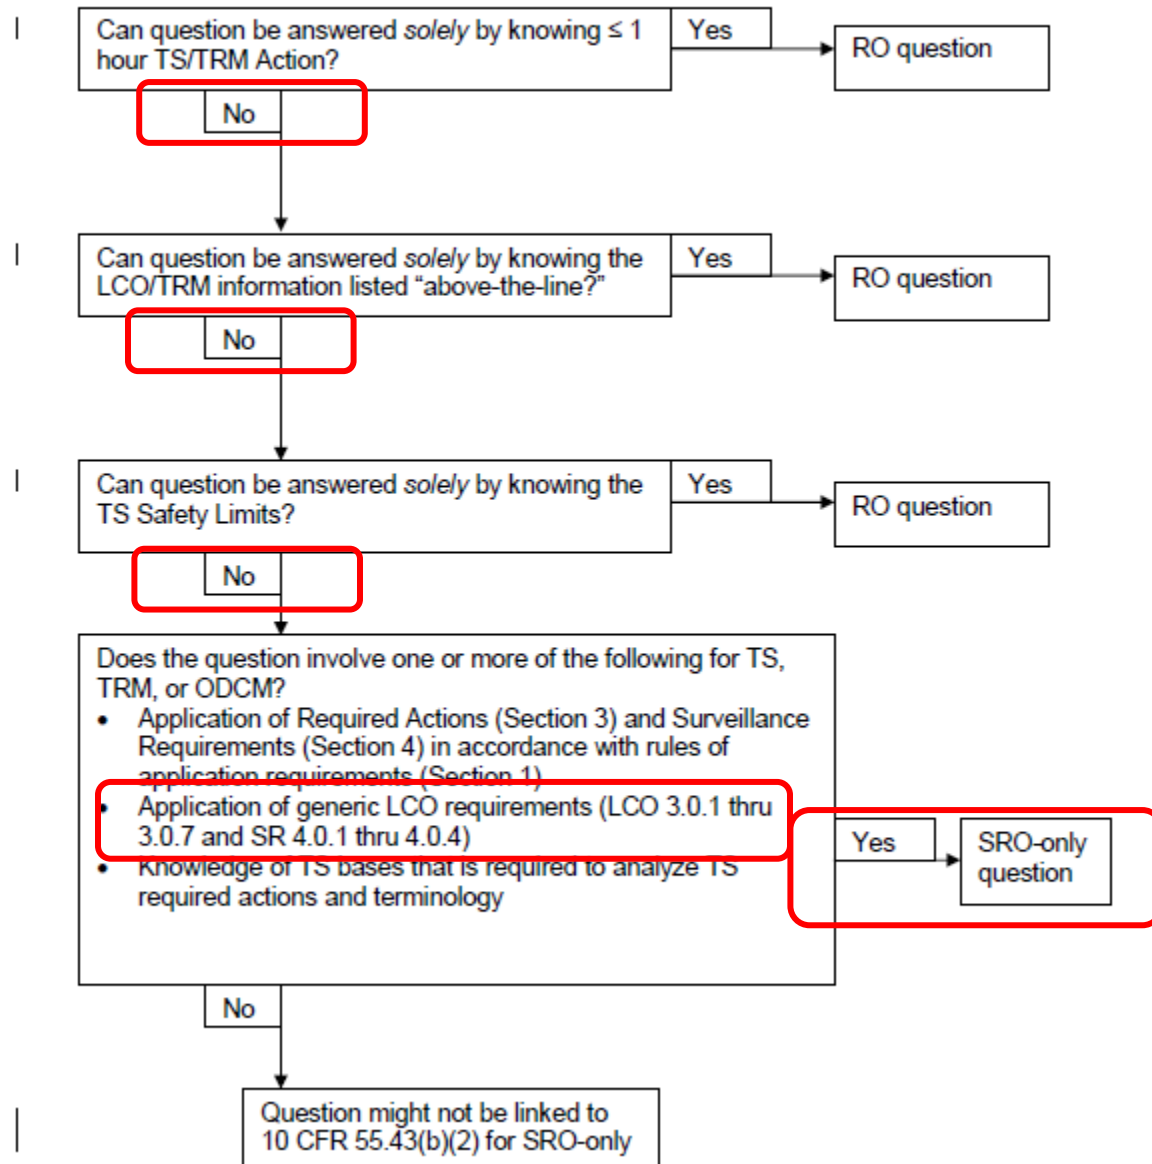 Can question be answered solely by knowing ≤ 1
hour TS/TRM Action?
Yes
RO question
No
Can question be answered solely by knowing the
LCO/TRM information listed “above-the-line?”
Yes
RO question
No
Can question be answered solely by knowing the
TS Safety Limits?
Yes
RO question
No
Does the question involve one or more of the following for TS,
TRM, or ODCM?
• Application of Required Actions (Section 3) and Surveillance
Requirements (Section 4) in accordance with rules of
application requirements (Section 1)
• Application of generic LCO requirements (LCO 3.0.1 thru
3.0.7 and SR 4.0.1 thru 4.0.4)
• Knowledge of TS bases that is required to analyze TS
required actions and terminology
Yes
SRO-only
question
No
Question might not be linked to
10 CFR 55.43(b)(2) for SRO-only